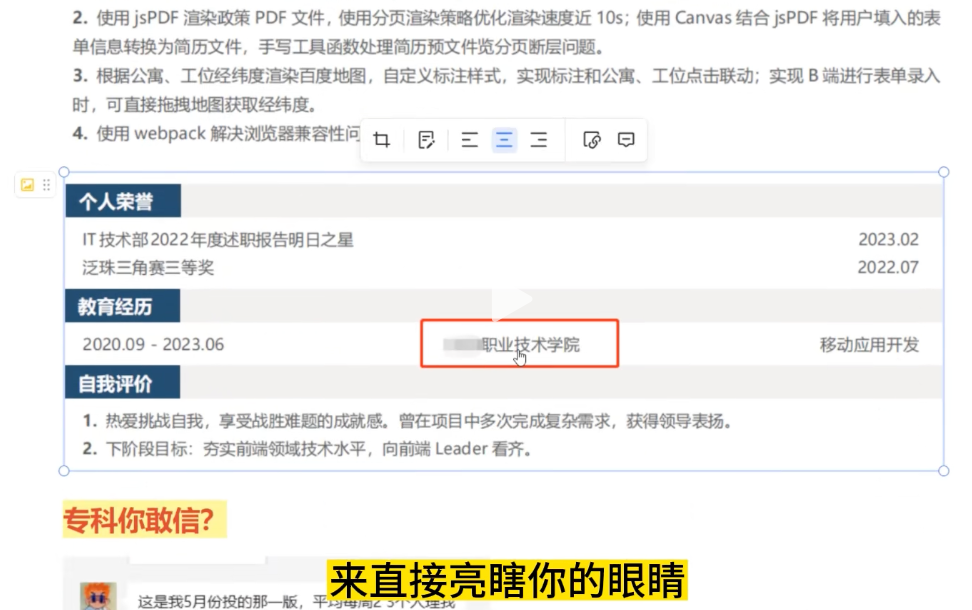 2. 使用 jsPDF 渲染政策 PDF 文件，使用分页渲染策略优化渲染速度近 10s；使用 Canvas 结合 jsPDF 将用户填入的表
单信息转换为简历文件，手写工具函数处理简历预文件览分页断层问题。
3. 根据公寓、工位经纬度渲染百度地图，自定义标注样式，实现标注和公寓、工位点击联动；实现 B 端进行表单录入
时，可直接拖拽地图获取经纬度。
4. 使用 webpack 解决浏览器兼容性问
个人荣誉
IT 技术部 2022 年度述职报告明日之星 2023.02
泛珠三角赛三等奖 2022.07
教育经历
2020.09 - 2023.06 职业技术学院 移动应用开发
自我评价
1. 热爱挑战自我，享受战胜难题的成就感。曾在项目中多次完成复杂需求，获得领导表扬。
2. 下阶段目标：夯实前端领域技术水平，向前端 Leader 看齐。
专科你敢信？
来直接亮瞎你的眼睛
这是我5月份投的那一版，平均每周2-3个人理我